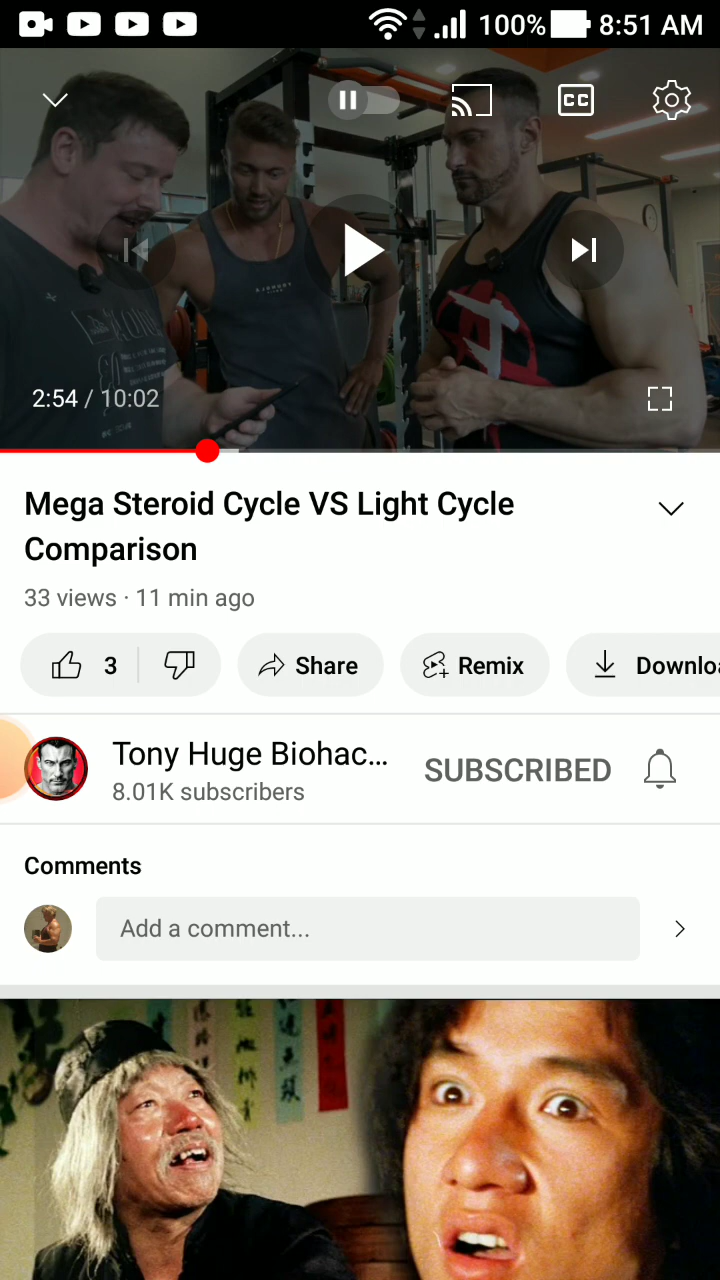 100% 8:51 AM
CC
2:54 / 10:02
Mega Steroid Cycle VS Light Cycle
Comparison
33 views · 11 min ago
3
Share
Remix
Downloa
Tony Huge Biohac...
SUBSCRIBED
8.01K subscribers
Comments
Add a comment...